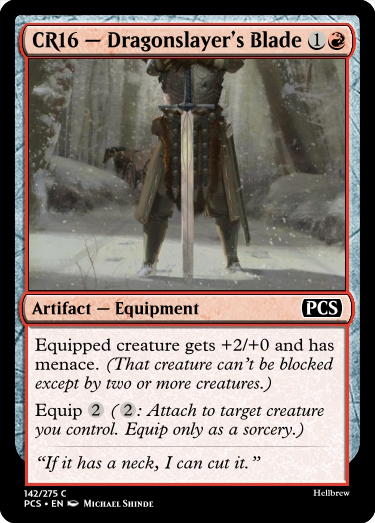 CR16 — Dragonslayer's Blade 1
Artifact — Equipment PCS
Equipped creature gets +2/+0 and has
menace. (That creature can't be blocked
except by two or more creatures.)
Equip 2 (2: Attach to target creature
you control. Equip only as a sorcery.)
“If it has a neck, I can cut it.”
142/275 C Hellbrew
PCS • EN Michael Shinde